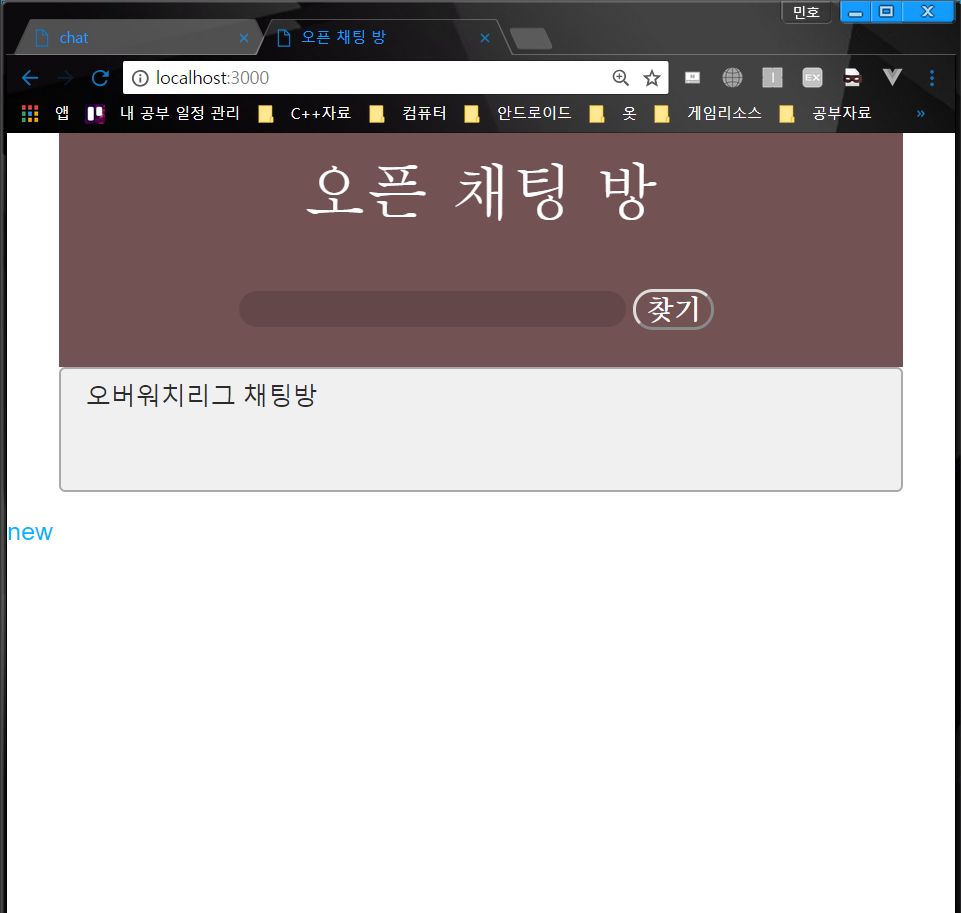 민호
chat
오픈 채팅 방
localhost:3000
EX
앱 내 공부 일정 관리 C++자료 컴퓨터 안드로이드 옷 게임리소스 공부자료 »
오픈 채팅 방
찾기
오버워치리그 채팅방
new